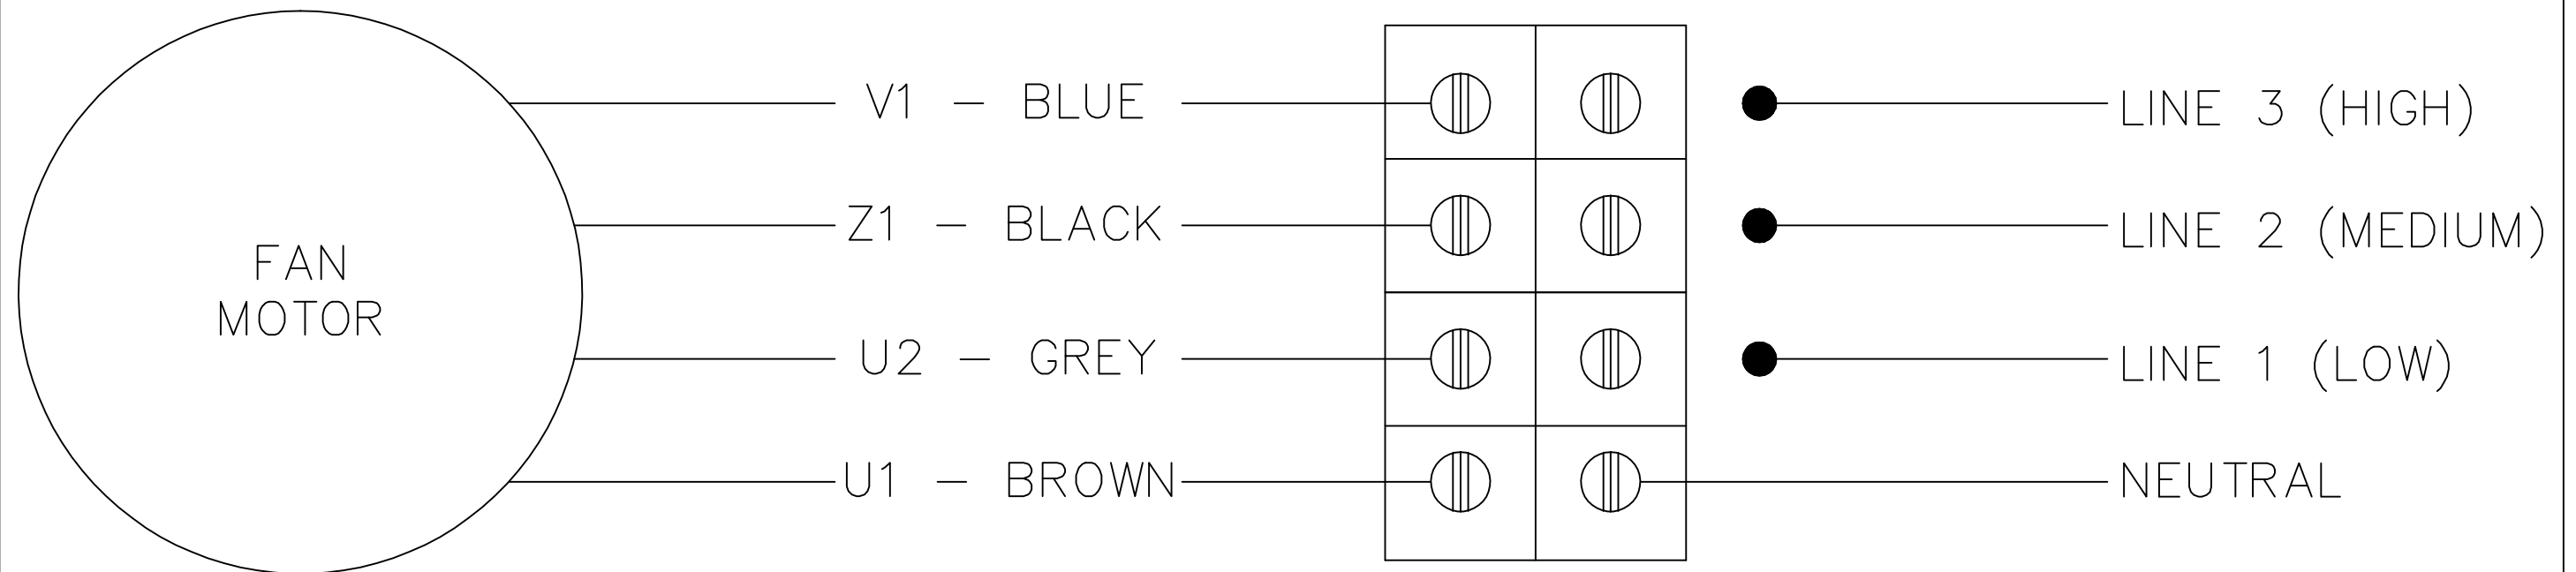 FAN
MOTOR
V1 - BLUE
LINE 3 (HIGH)
Z1 - BLACK
LINE 2 (MEDIUM)
U2 - GREY
LINE 1 (LOW)
U1 - BROWN
NEUTRAL